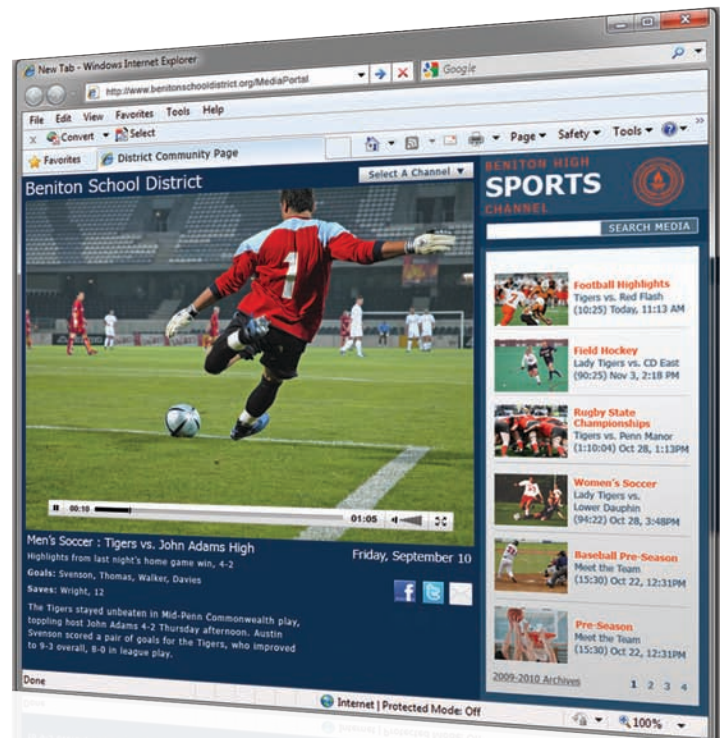 New Tab - Windows Internet Explorer
http://www.benitonschooldistrict.org/MediaPortal
Google
File Edit View Favorites Tools Help
x Convert Select
Favorites District Community Page
Page Safety Tools
Beniton School District
Select A Channel
1
00:10
01:05
Men's Soccer : Tigers vs. John Adams High
Friday, September 10
Highlights from last night's home game win, 4-2
Goals: Svenson, Thomas, Walker, Davies
Saves: Wright, 12
The Tigers stayed unbeaten in Mid-Penn Commonwealth play,
toppling host John Adams 4-2 Thursday afternoon. Austin
Svenson scored a pair of goals for the Tigers, who improved
to 9-3 overall, 8-0 in league play.
BENITON HIGH
SPORTS
CHANNEL
SEARCH MEDIA
Football Highlights
Tigers vs. Red Flash
(10:25) Today, 11:13 AM
Field Hockey
Lady Tigers vs. CD East
(90:25) Nov 3, 2:18 PM
Rugby State
Championships
Tigers vs. Penn Manor
(1:10:04) Oct 28, 1:13PM
Women's Soccer
Lady Tigers vs.
Lower Dauphin
(94:22) Oct 28, 3:48PM
Baseball Pre-Season
Meet the Team
(15:30) Oct 22, 12:31PM
Pre-Season
Meet the Team
(15:30) Oct 22, 12:31PM
2009-2010 Archives
1 2 3 4
Done
Internet | Protected Mode: Off
100%